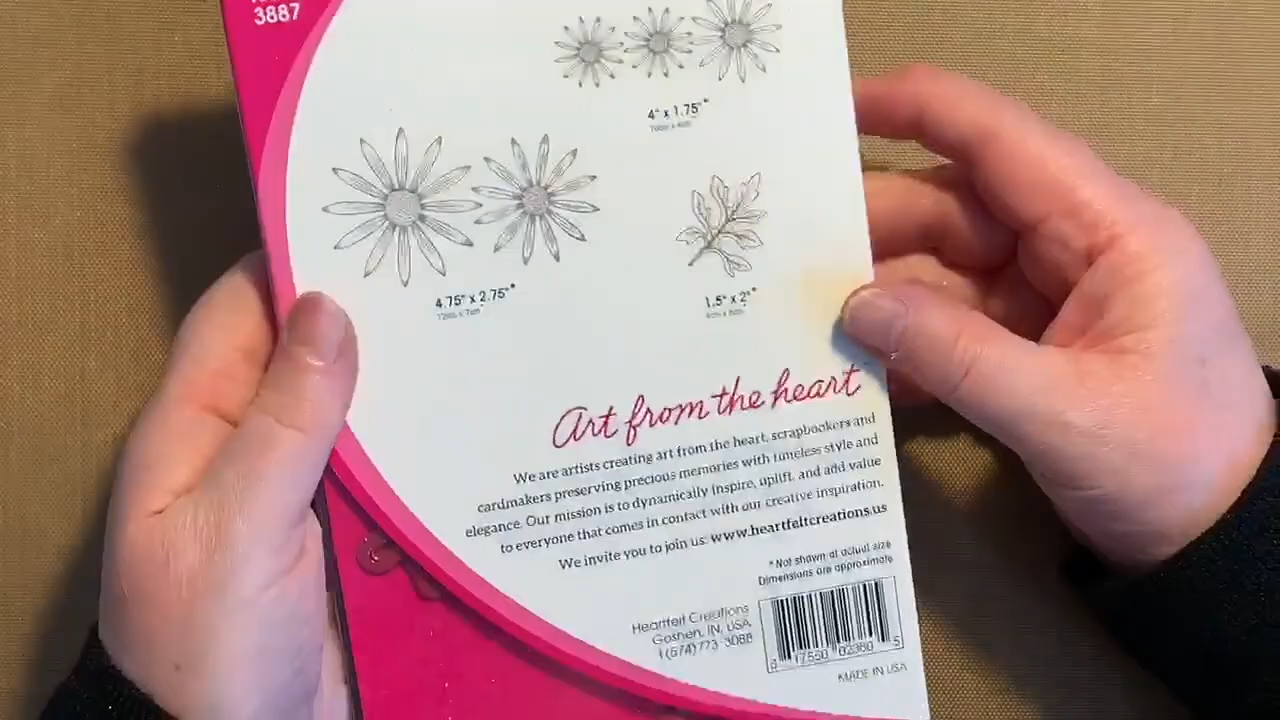 3887
4" x 1.75"*
4.75" x 2.75"*
1.5" x 2"*
Art from the heart™
We are artists creating art from the heart, scrapbookers and
cardmakers preserving precious memories with timeless style and
elegance. Our mission is to dynamically inspire, uplift, and add value
to everyone that comes in contact with our creative inspiration.
We invite you to join us: www.heartfeltcreations.us
* Not shown at actual size
Dimensions are approximate
Heartfelt Creations
Goshen, IN, USA
1(574)773-3088
MADE IN USA